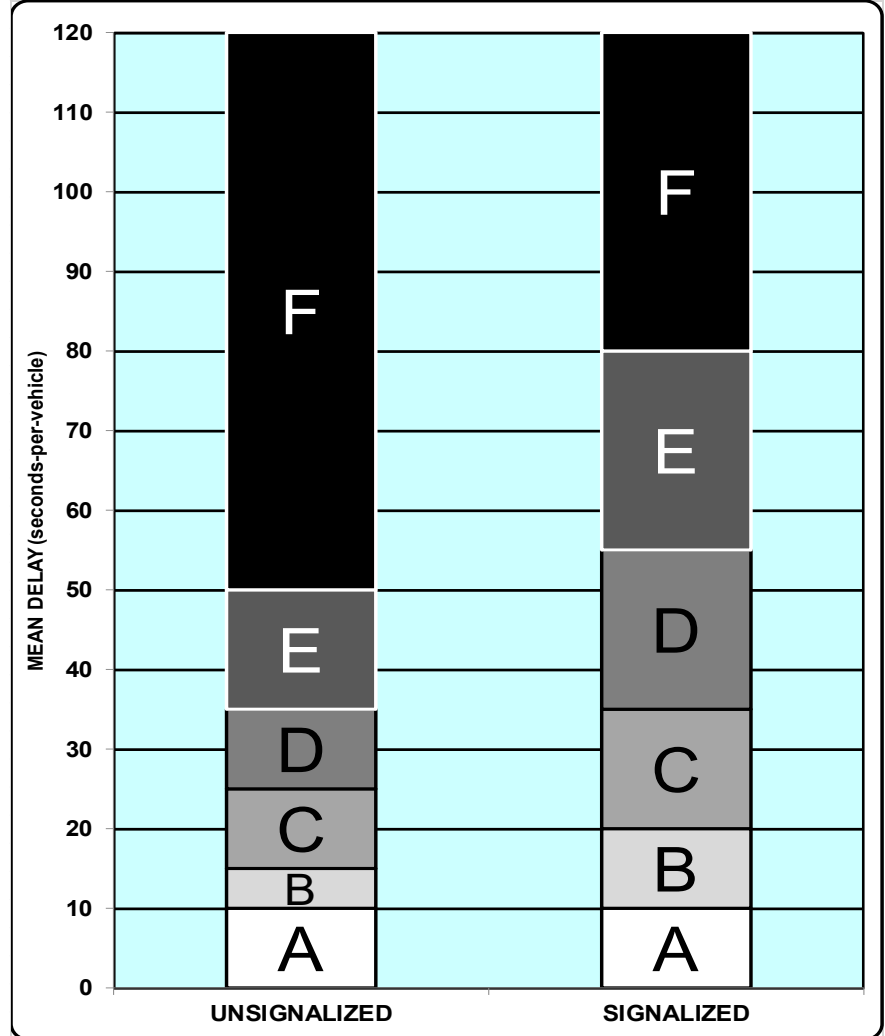 MEAN DELAY (seconds-per-vehicle)
120
110
100
90
80
70
60
50
40
30
20
10
0
F
E
D
C
B
A
F
E
D
C
B
A
UNSIGNALIZED
SIGNALIZED